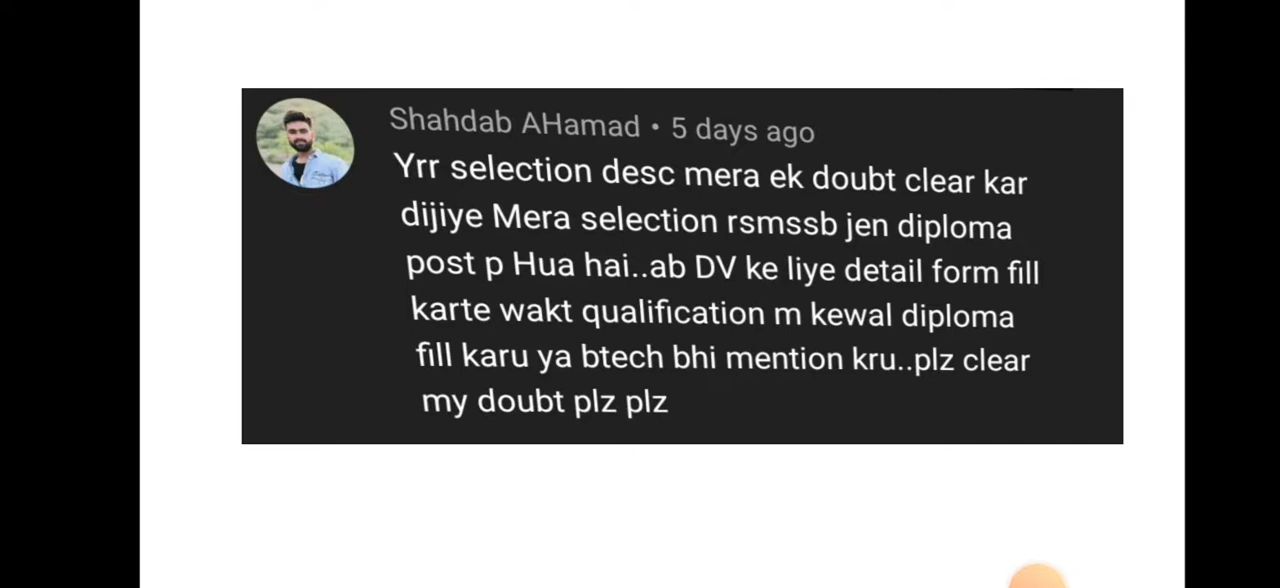 Shahdab AHamad • 5 days ago
Yrr selection desc mera ek doubt clear kar
dijiye Mera selection rsmssb jen diploma
post p Hua hai..ab DV ke liye detail form fill
karte wakt qualification m kewal diploma
fill karu ya btech bhi mention kru..plz clear
my doubt plz plz